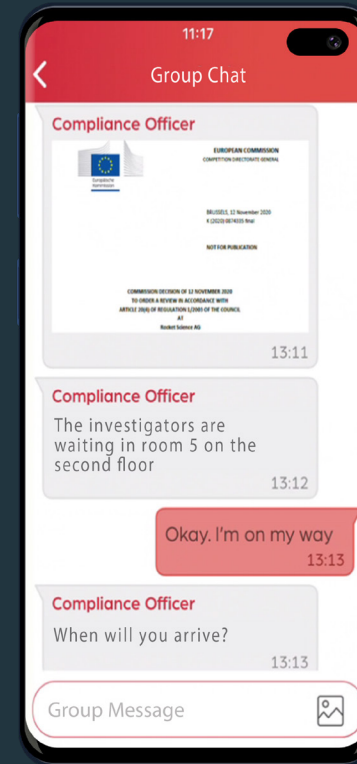 11:17
Group Chat
Compliance Officer
Europäische
Kommission
EUROPEAN COMMISSION
COMPETITION DIRECTORATE GENERAL
BRUSSELS, 12 November 2020
K (2020) 0874035 final
NOT FOR PUBLICATION
COMMISSION DECISION OF 12 NOVEMBER 2020
TO ORDER A REVIEW IN ACCORDANCE WITH
ARTICLE 20(4) OF REGULATION 1/2003 OF THE COUNCIL
AT
Rocket Science AG
13:11
Compliance Officer
The investigators are
waiting in room 5 on the
second floor
13:12
Okay. I'm on my way
13:13
Compliance Officer
When will you arrive?
13:13
Group Message